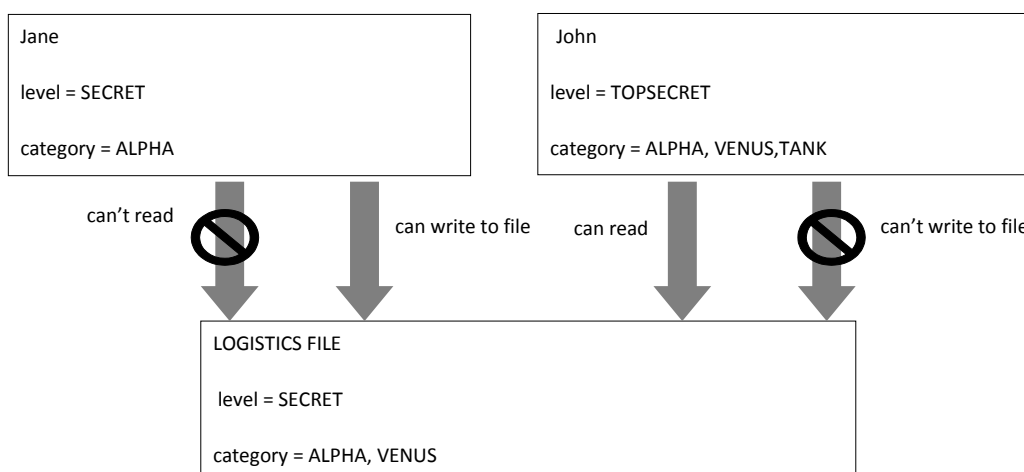 Jane
level = SECRET
category = ALPHA
John
level = TOPSECRET
category = ALPHA, VENUS,TANK
can't read
can write to file
can read
can't write to file
LOGISTICS FILE
level = SECRET
category = ALPHA, VENUS